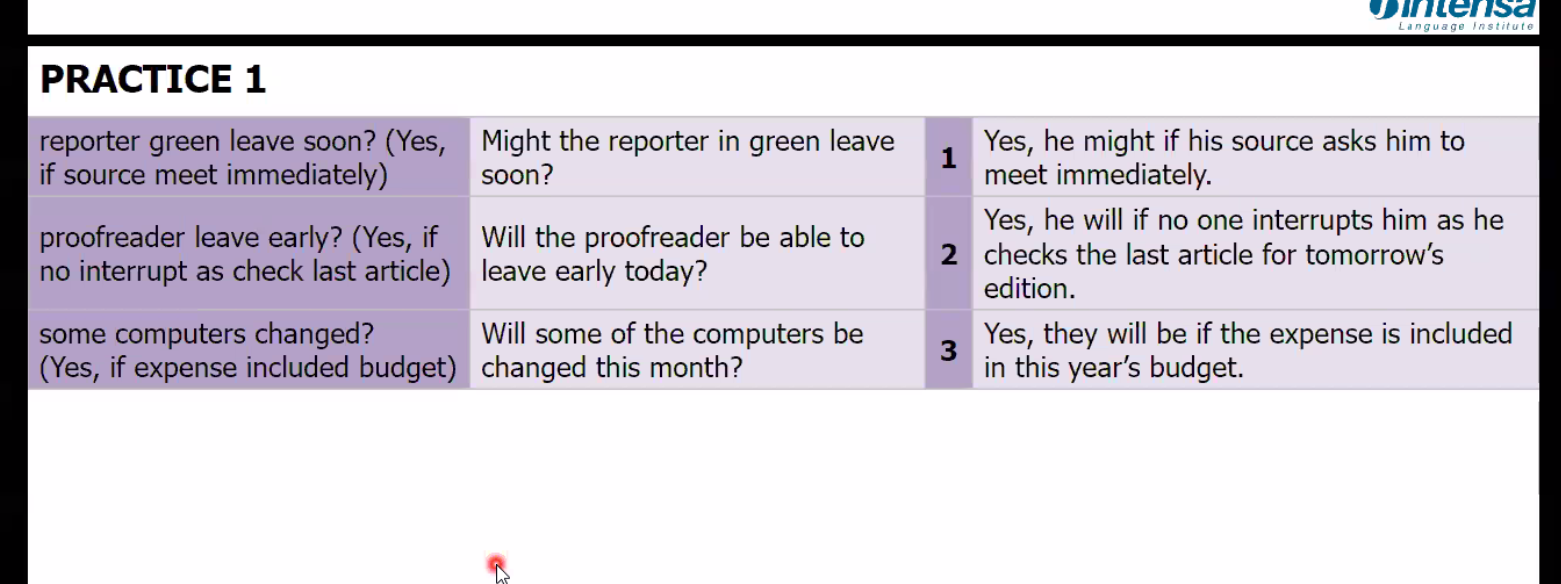 intensa
Language Institute
PRACTICE 1
reporter green leave soon? (Yes,
if source meet immediately)
Might the reporter in green leave
soon?
1
Yes, he might if his source asks him to
meet immediately.
proofreader leave early? (Yes, if
no interrupt as check last article)
Will the proofreader be able to
leave early today?
2
Yes, he will if no one interrupts him as he
checks the last article for tomorrow’s
edition.
some computers changed?
(Yes, if expense included budget)
Will some of the computers be
changed this month?
3
Yes, they will be if the expense is included
in this year’s budget.